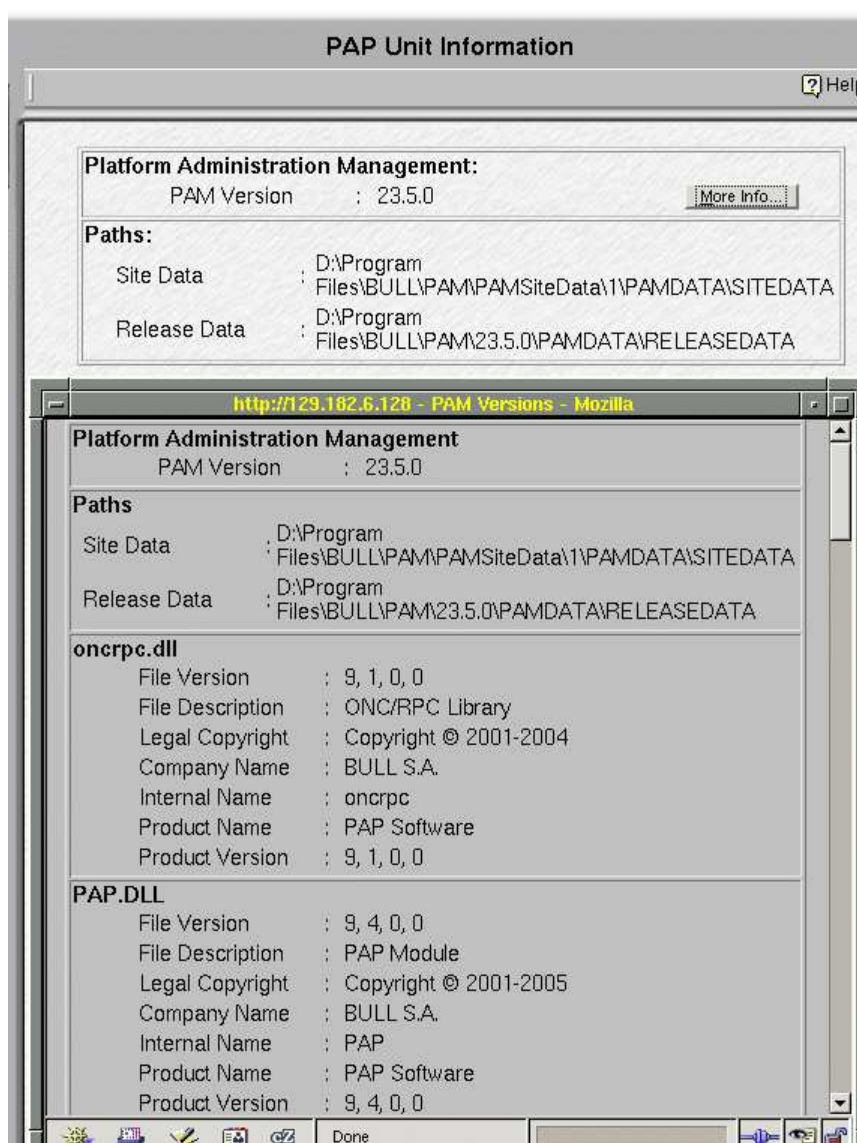 PAP Unit Information
Help
Platform Administration Management:
PAM Version : 23.5.0
More Info...
Paths:
Site Data : D:\Program
Files\BULL\PAM\PAMSiteData\1\PAMDATA\SITEDATA
Release Data : D:\Program
Files\BULL\PAM\23.5.0\PAMDATA\RELEASEDATA
http://129.182.6.128 - PAM Versions - Mozilla
Platform Administration Management
PAM Version : 23.5.0
Paths
Site Data : D:\Program
Files\BULL\PAM\PAMSiteData\1\PAMDATA\SITEDATA
Release Data : D:\Program
Files\BULL\PAM\23.5.0\PAMDATA\RELEASEDATA
oncrpc.dll
File Version : 9, 1, 0, 0
File Description : ONC/RPC Library
Legal Copyright : Copyright © 2001-2004
Company Name : BULL S.A.
Internal Name : oncrpc
Product Name : PAP Software
Product Version : 9, 1, 0, 0
PAP.DLL
File Version : 9, 4, 0, 0
File Description : PAP Module
Legal Copyright : Copyright © 2001-2005
Company Name : BULL S.A.
Internal Name : PAP
Product Name : PAP Software
Product Version : 9, 4, 0, 0
Done